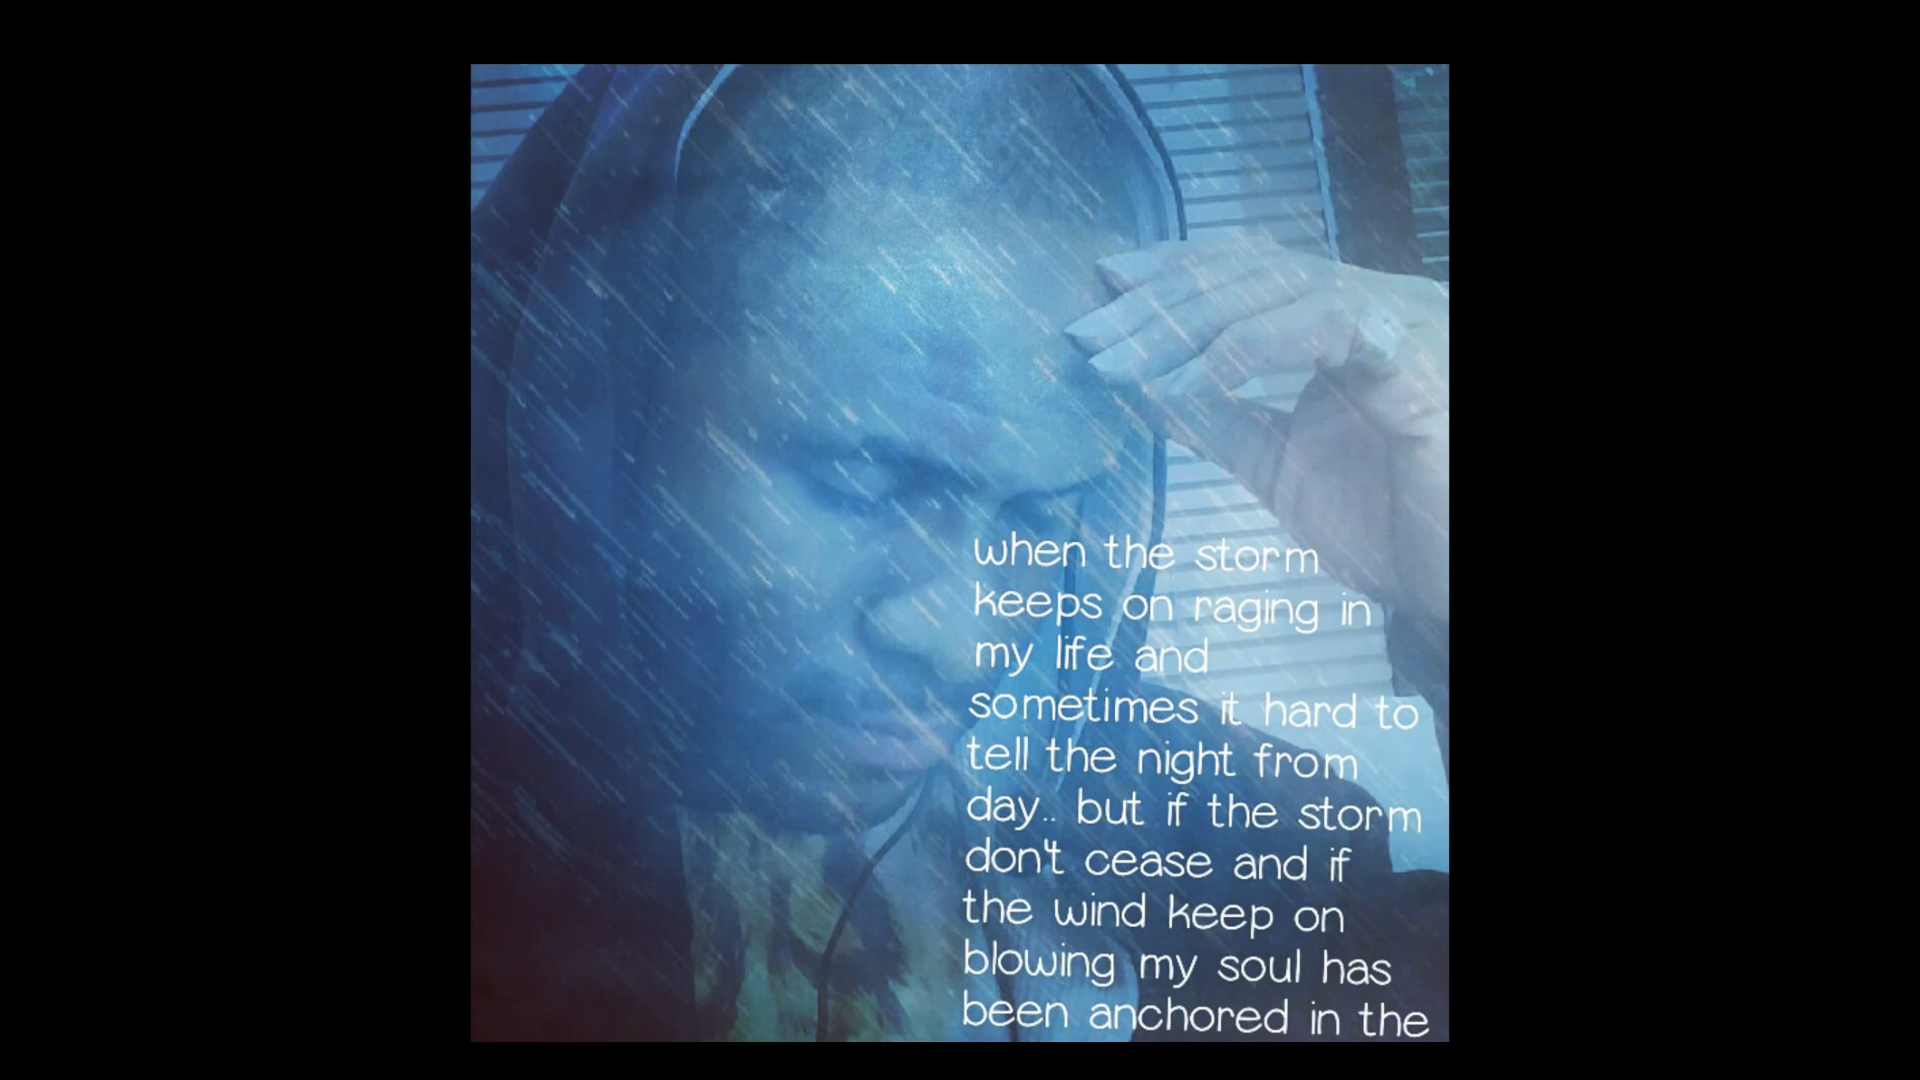 when the storm
keeps on raging in
my life and
sometimes it hard to
tell the night from
day.. but if the storm
don't cease and if
the wind keep on
blowing my soul has
been anchored in the